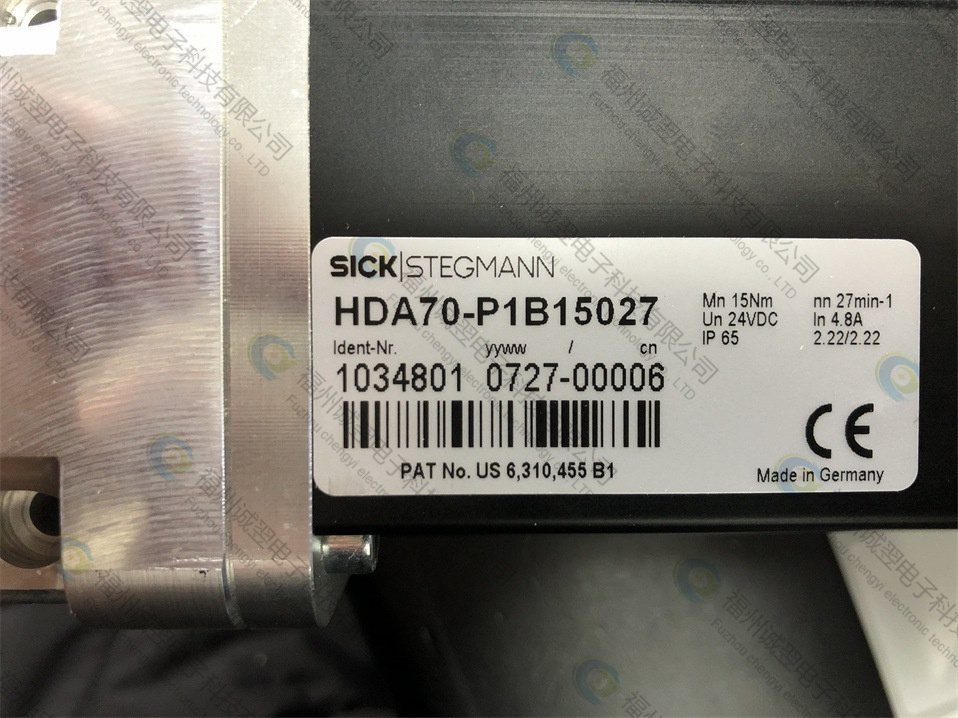 SICK|STEGMANN
HDA70-P1B15027
Ident-Nr. yyww / cn
1034801 0727-00006
PAT No. US 6,310,455 B1
Mn 15Nm nn 27min-1
Un 24VDC In 4.8A
IP 65 2.22/2.22
CE
Made in Germany
福州诚翌电子科技有限公司
Fuzhou chengyi electronic technology co., LTD